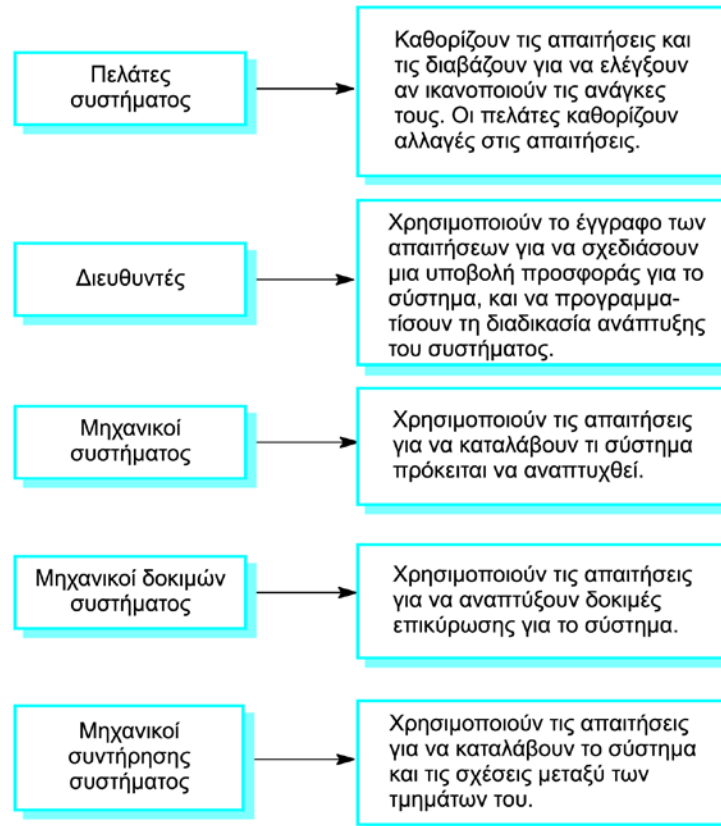 Πελάτες
συστήματος
Καθορίζουν τις απαιτήσεις και
τις διαβάζουν για να ελέγξουν
αν ικανοποιούν τις ανάγκες
τους. Οι πελάτες καθορίζουν
αλλαγές στις απαιτήσεις.
Διευθυντές
Χρησιμοποιούν το έγγραφο των
απαιτήσεων για να σχεδιάσουν
μια υποβολή προσφοράς για το
σύστημα, και να προγραμμα-
τίσουν τη διαδικασία ανάπτυξης
του συστήματος.
Μηχανικοί
συστήματος
Χρησιμοποιούν τις απαιτήσεις
για να καταλάβουν τι σύστημα
πρόκειται να αναπτυχθεί.
Μηχανικοί δοκιμών
συστήματος
Χρησιμοποιούν τις απαιτήσεις
για να αναπτύξουν δοκιμές
επικύρωσης για το σύστημα.
Μηχανικοί
συντήρησης
συστήματος
Χρησιμοποιούν τις απαιτήσεις
για να καταλάβουν το σύστημα
και τις σχέσεις μεταξύ των
τμημάτων του.